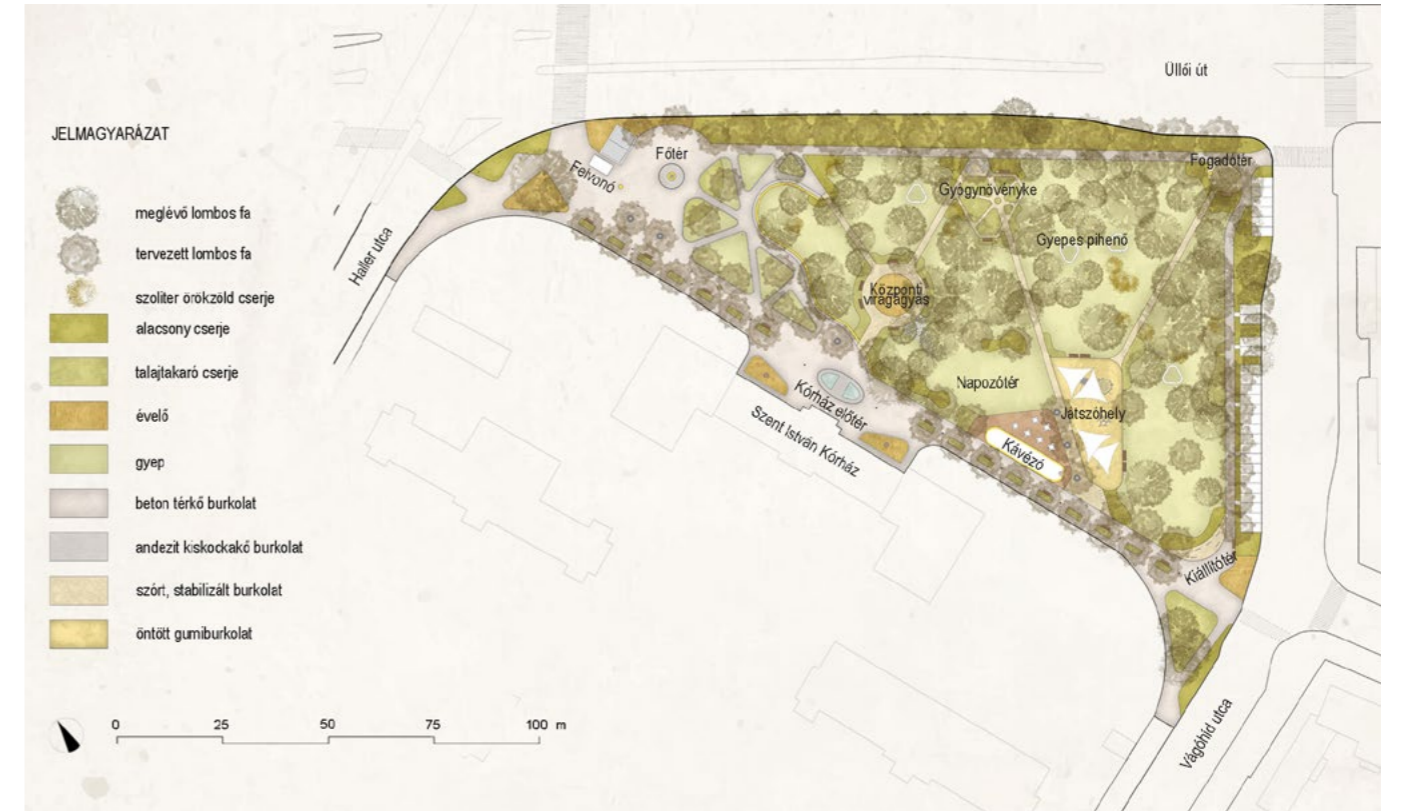 JELMAGYARÁZAT
meglévő lombos fa
tervezett lombos fa
szoliter örökzöld cserje
alacsony cserje
talajtakaró cserje
évelő
gyep
beton térkő burkolat
andezit kiskockakő burkolat
szórt, stabilizált burkolat
öntött gumiburkolat
0 25 50 75 100 m
Üllői út
Haller utca
Felvonó
Főtér
Fogadótér
Gyógynövényke
Gyepes pihenő
Központi
virágágyás
Napozótér
Játszóhely
Kórház előtér
Szent István Kórház
Kávézó
Kiállítótér
Vágóhíd utca